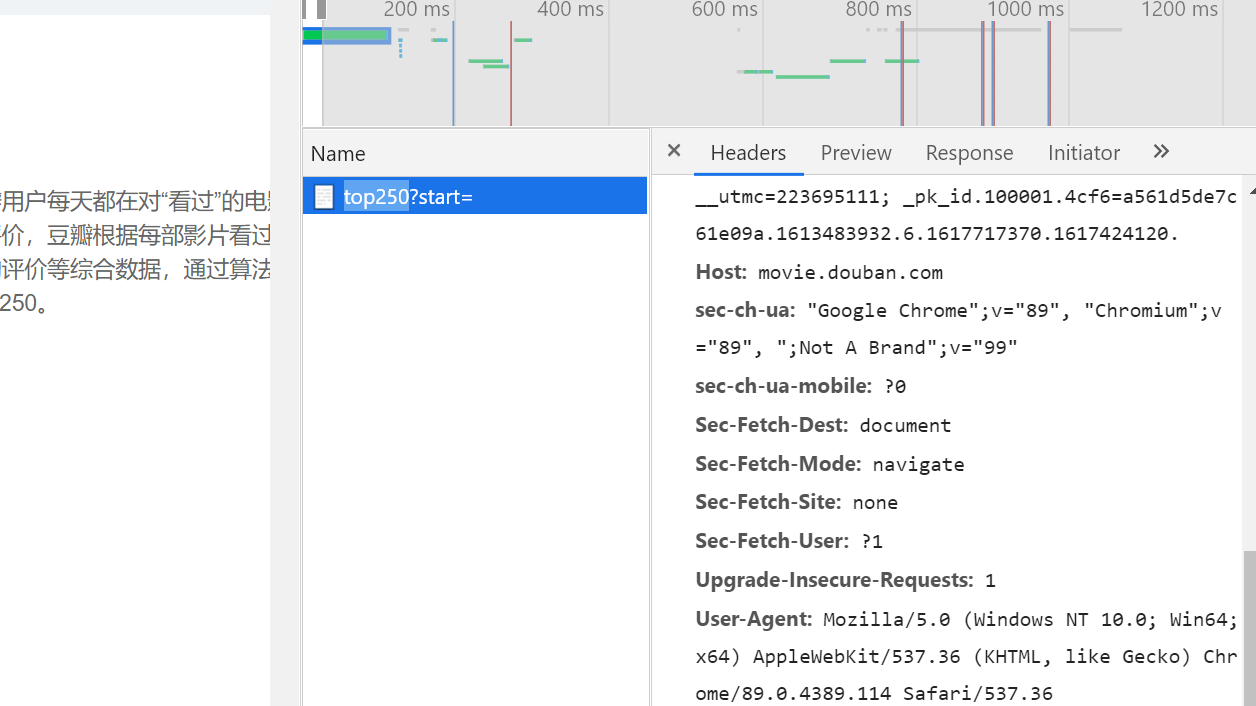 200 ms
400 ms
600 ms
800 ms
1000 ms
1200 ms
用户每天都在对“看过”的电
价，豆瓣根据每部影片看过
评价等综合数据，通过算法
250。
Name
top250?start=
×
Headers
Preview
Response
Initiator
»
__utmc=223695111; _pk_id.100001.4cf6=a561d5de7c
61e09a.1613483932.6.1617717370.1617424120.
Host: movie.douban.com
sec-ch-ua: "Google Chrome";v="89", "Chromium";v
="89", ";Not A Brand";v="99"
sec-ch-ua-mobile: ?0
Sec-Fetch-Dest: document
Sec-Fetch-Mode: navigate
Sec-Fetch-Site: none
Sec-Fetch-User: ?1
Upgrade-Insecure-Requests: 1
User-Agent: Mozilla/5.0 (Windows NT 10.0; Win64;
x64) AppleWebKit/537.36 (KHTML, like Gecko) Chr
ome/89.0.4389.114 Safari/537.36